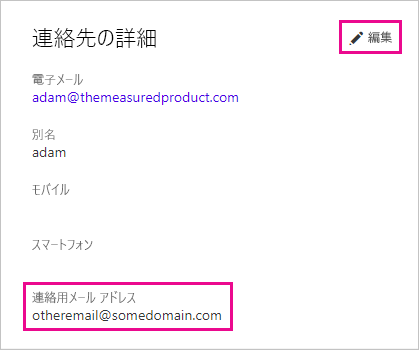 連絡先の詳細
編集
電子メール
adam@themeasuredproduct.com
別名
adam
モバイル
スマートフォン
連絡用メール アドレス
otheremail@somedomain.com